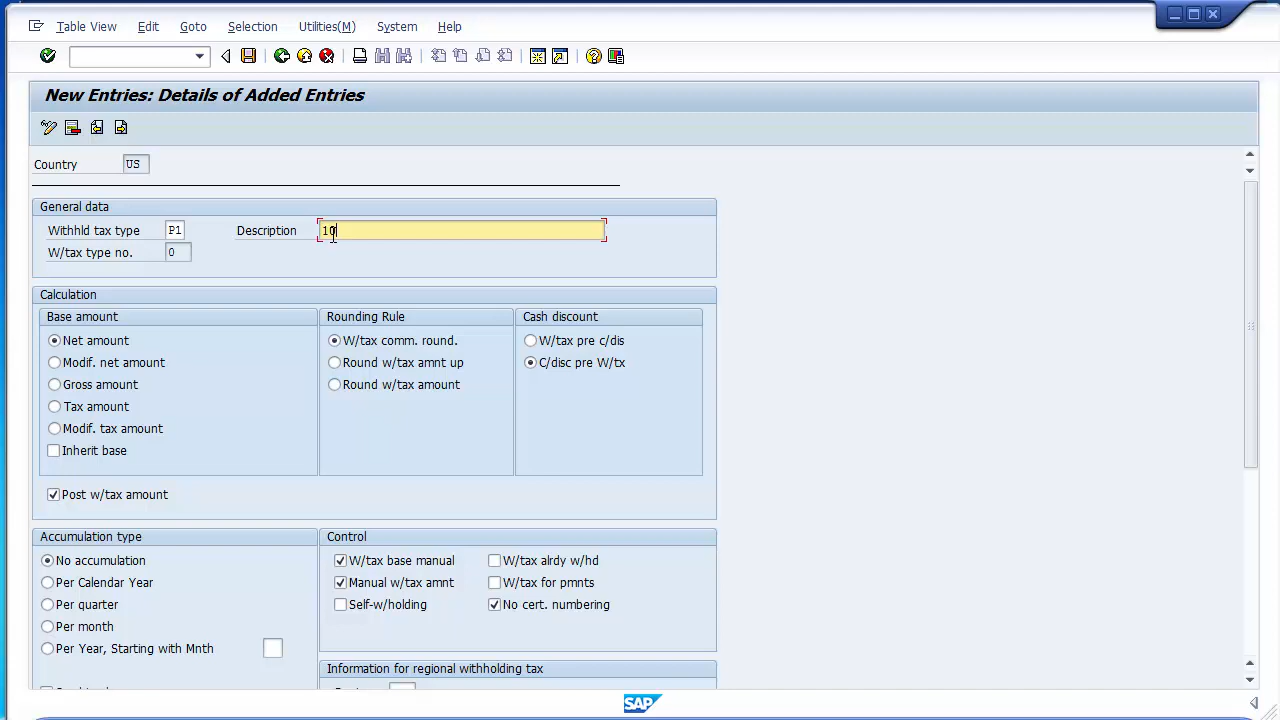 Table View Edit Goto Selection Utilities(M) System Help
New Entries: Details of Added Entries
Country US
General data
Withhld tax type P1 Description 10
W/tax type no. 0
Calculation
Base amount Rounding Rule Cash discount
Net amount W/tax comm. round. W/tax pre c/dis
Modif. net amount Round w/tax amnt up C/disc pre W/tx
Gross amount Round w/tax amount
Tax amount
Modif. tax amount
Inherit base
Post w/tax amount
Accumulation type Control
No accumulation W/tax base manual W/tax alrdy w/hd
Per Calendar Year Manual w/tax amnt W/tax for pmnts
Per quarter Self-w/holding No cert. numbering
Per month
Per Year, Starting with Mnth
Information for regional withholding tax
SAP